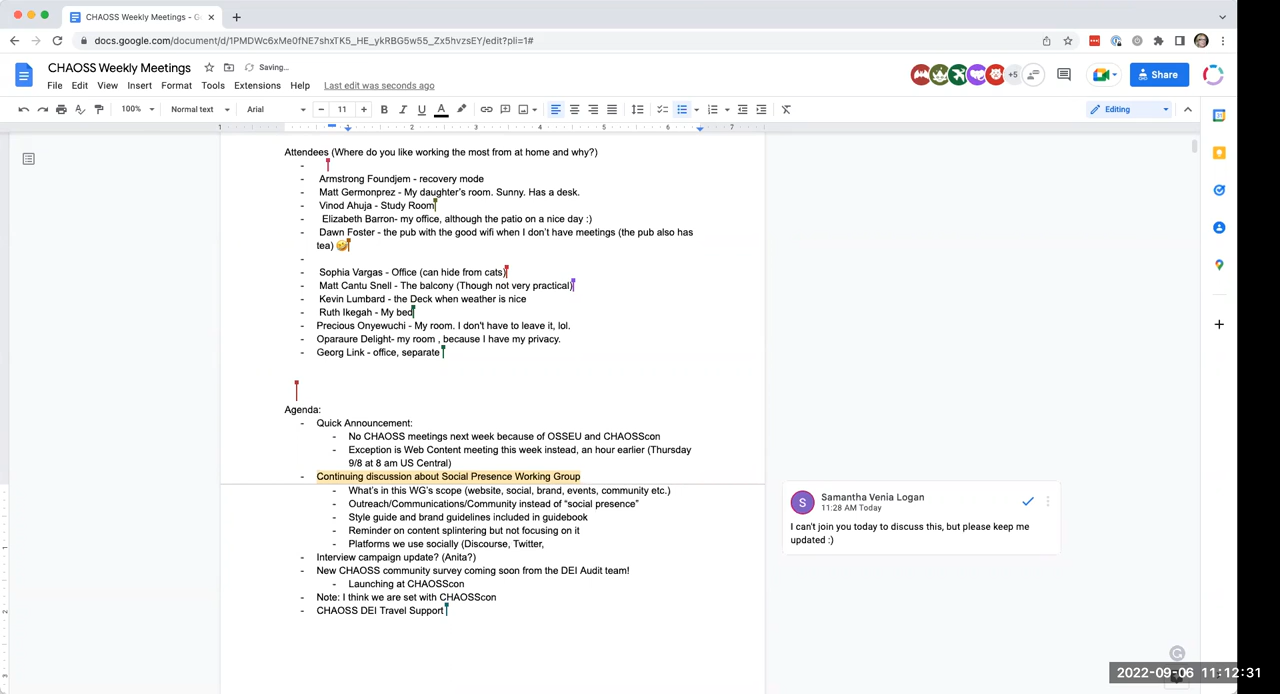 CHAOSS Weekly Meetings - G
docs.google.com/document/d/1PMDWc6xMe0fNE7shxTK5_HE_ykRBG5w55_Zx5hvzsEY/edit?pli=1#
CHAOSS Weekly Meetings
Saving...
+5
Share
File Edit View Insert Format Tools Extensions Help Last edit was seconds ago
100% Normal text Arial 11 B I U A Editing
1 1 2 3 4 5 6 7
Attendees (Where do you like working the most from at home and why?)
-
- Armstrong Foundjem - recovery mode
- Matt Germonprez - My daughter's room. Sunny. Has a desk.
- Vinod Ahuja - Study Room
- Elizabeth Barron- my office, although the patio on a nice day :)
- Dawn Foster - the pub with the good wifi when I don't have meetings (the pub also has
tea) 🤣
-
- Sophia Vargas - Office (can hide from cats)
- Matt Cantu Snell - The balcony (Though not very practical)
- Kevin Lumbard - the Deck when weather is nice
- Ruth Ikegah - My bed
- Precious Onyewuchi - My room. I don't have to leave it, lol.
- Oparaure Delight- my room , because I have my privacy.
- Georg Link - office, separate
Agenda:
- Quick Announcement:
- No CHAOSS meetings next week because of OSSEU and CHAOSScon
- Exception is Web Content meeting this week instead, an hour earlier (Thursday
9/8 at 8 am US Central)
- Continuing discussion about Social Presence Working Group
- What's in this WG's scope (website, social, brand, events, community etc.)
- Outreach/Communications/Community instead of "social presence"
- Style guide and brand guidelines included in guidebook
- Reminder on content splintering but not focusing on it
- Platforms we use socially (Discourse, Twitter,
- Interview campaign update? (Anita?)
- New CHAOSS community survey coming soon from the DEI Audit team!
- Launching at CHAOSScon
- Note: I think we are set with CHAOSScon
- CHAOSS DEI Travel Support
S
Samantha Venia Logan
11:28 AM Today
I can't join you today to discuss this, but please keep me
updated :)
2022-09-06 11:12:31